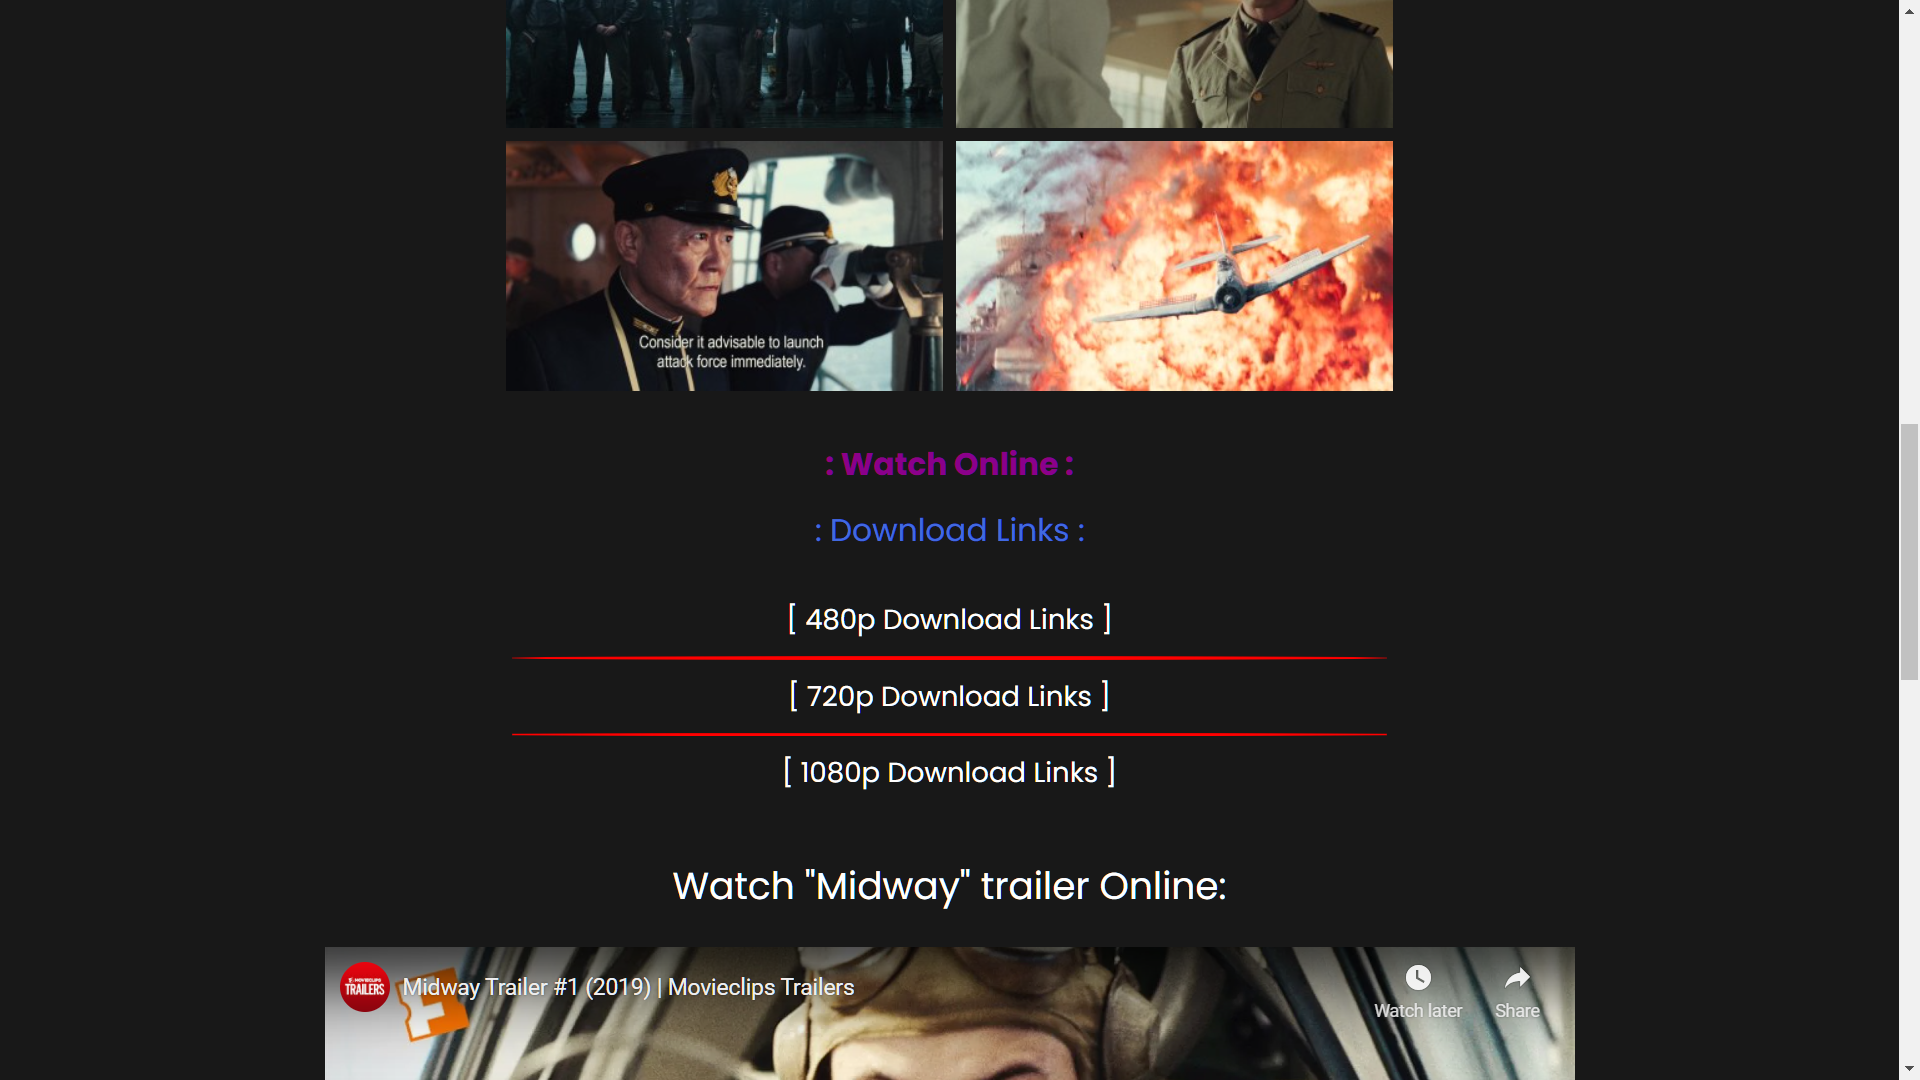 Consider it advisable to launch
attack force immediately.
: Watch Online :
: Download Links :
[ 480p Download Links ]
[ 720p Download Links ]
[ 1080p Download Links ]
Watch "Midway" trailer Online:
MOVIECLIPS
TRAILERS
Midway Trailer #1 (2019) | Movieclips Trailers
Watch later
Share